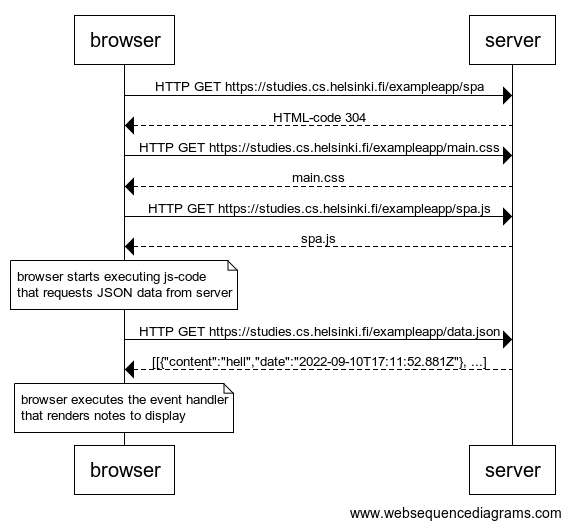 browser
server
HTTP GET https://studies.cs.helsinki.fi/exampleapp/spa
HTML-code 304
HTTP GET https://studies.cs.helsinki.fi/exampleapp/main.css
main.css
HTTP GET https://studies.cs.helsinki.fi/exampleapp/spa.js
spa.js
browser starts executing js-code
that requests JSON data from server
HTTP GET https://studies.cs.helsinki.fi/exampleapp/data.json
[[{"content":"hell","date":"2022-09-10T17:11:52.881Z"}, ...]
browser executes the event handler
that renders notes to display
browser
server
www.websequencediagrams.com